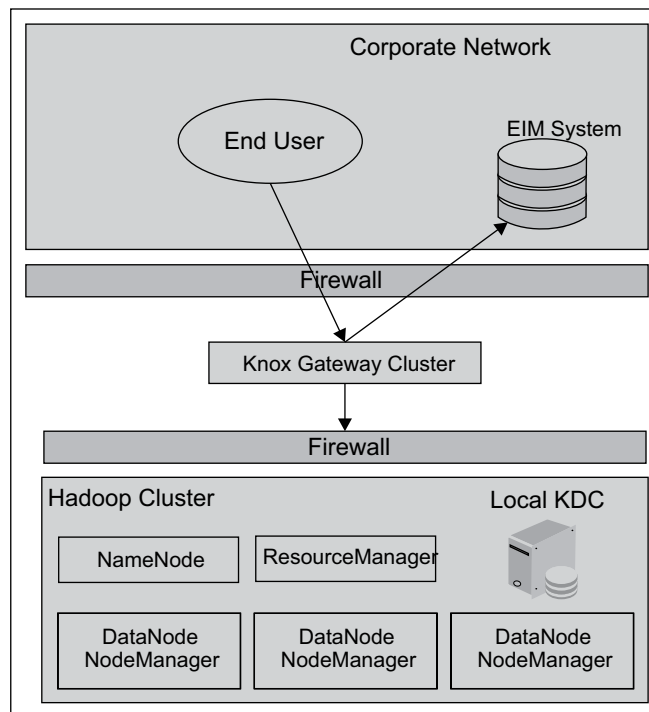 Corporate Network
End User
EIM System
Firewall
Knox Gateway Cluster
Firewall
Hadoop Cluster
Local KDC
NameNode
ResourceManager
DataNode
NodeManager
DataNode
NodeManager
DataNode
NodeManager